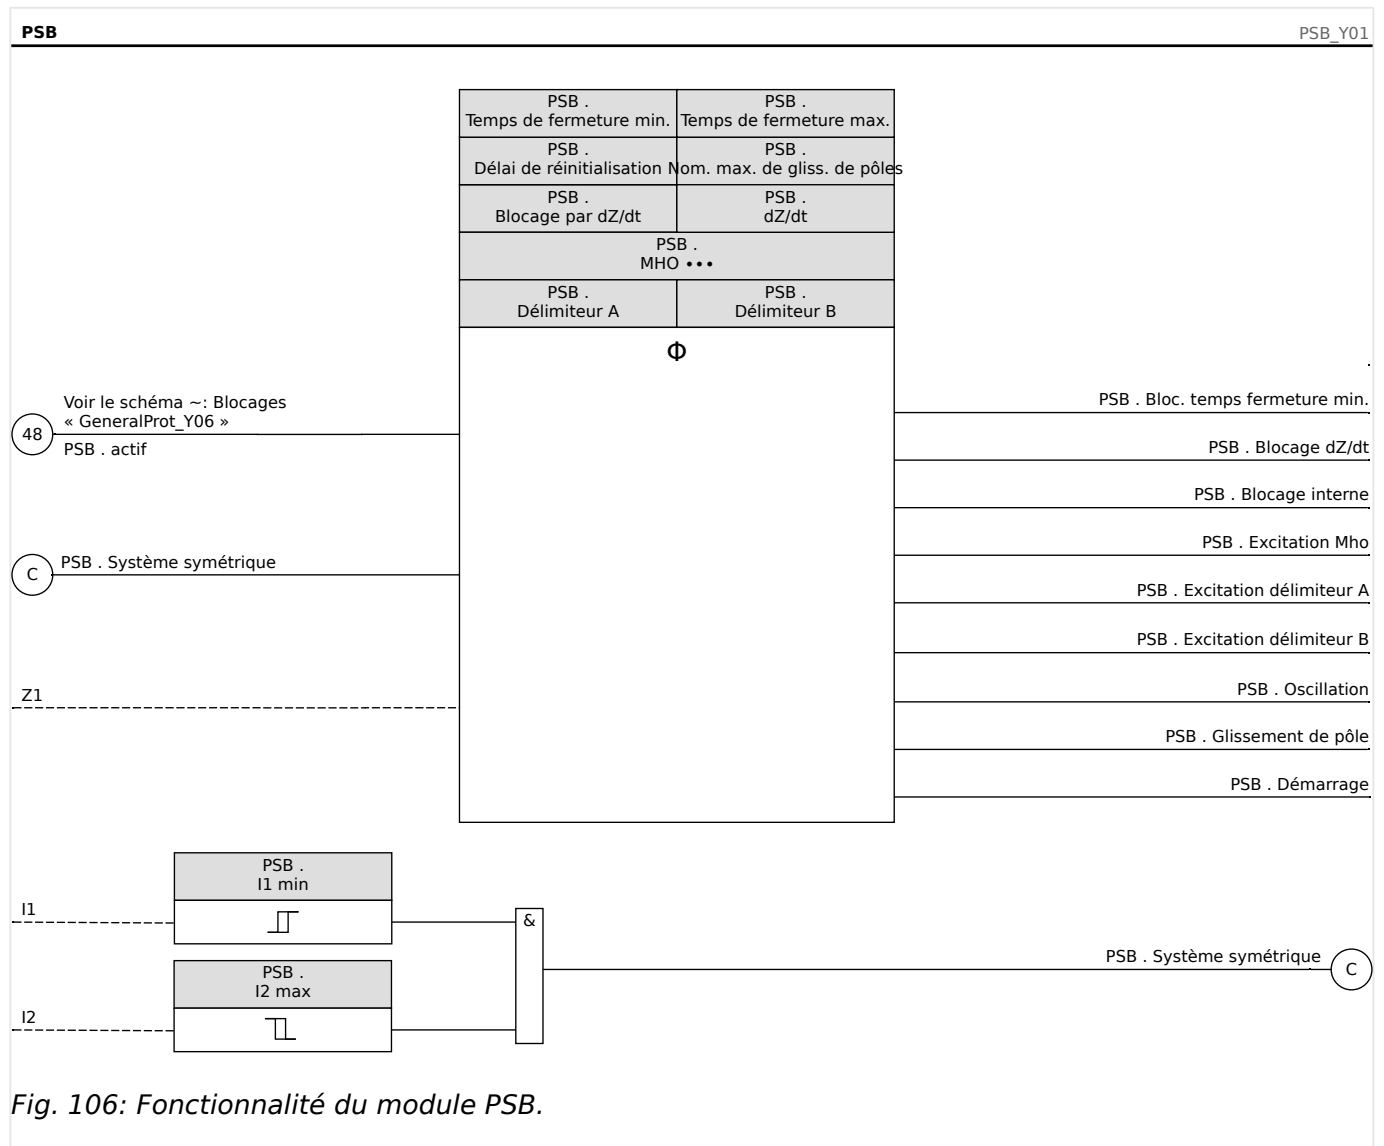 PSB
PSB_Y01
PSB .
Temps de fermeture min.
PSB .
Temps de fermeture max.
PSB .
Délai de réinitialisation
PSB .
Nom. max. de gliss. de pôles
PSB .
Blocage par dZ/dt
PSB .
dZ/dt
PSB .
MHO •••
PSB .
Délimiteur A
PSB .
Délimiteur B
Φ
Voir le schéma ~: Blocages
« GeneralProt_Y06 »
48
PSB . actif
C
PSB . Système symétrique
Z1
.
PSB . Bloc. temps fermeture min.
PSB . Blocage dZ/dt
PSB . Blocage interne
PSB . Excitation Mho
PSB . Excitation délimiteur A
PSB . Excitation délimiteur B
PSB . Oscillation
PSB . Glissement de pôle
PSB . Démarrage
PSB .
I1 min
I1
&
PSB . Système symétrique
C
PSB .
I2 max
I2
Fig. 106: Fonctionnalité du module PSB.